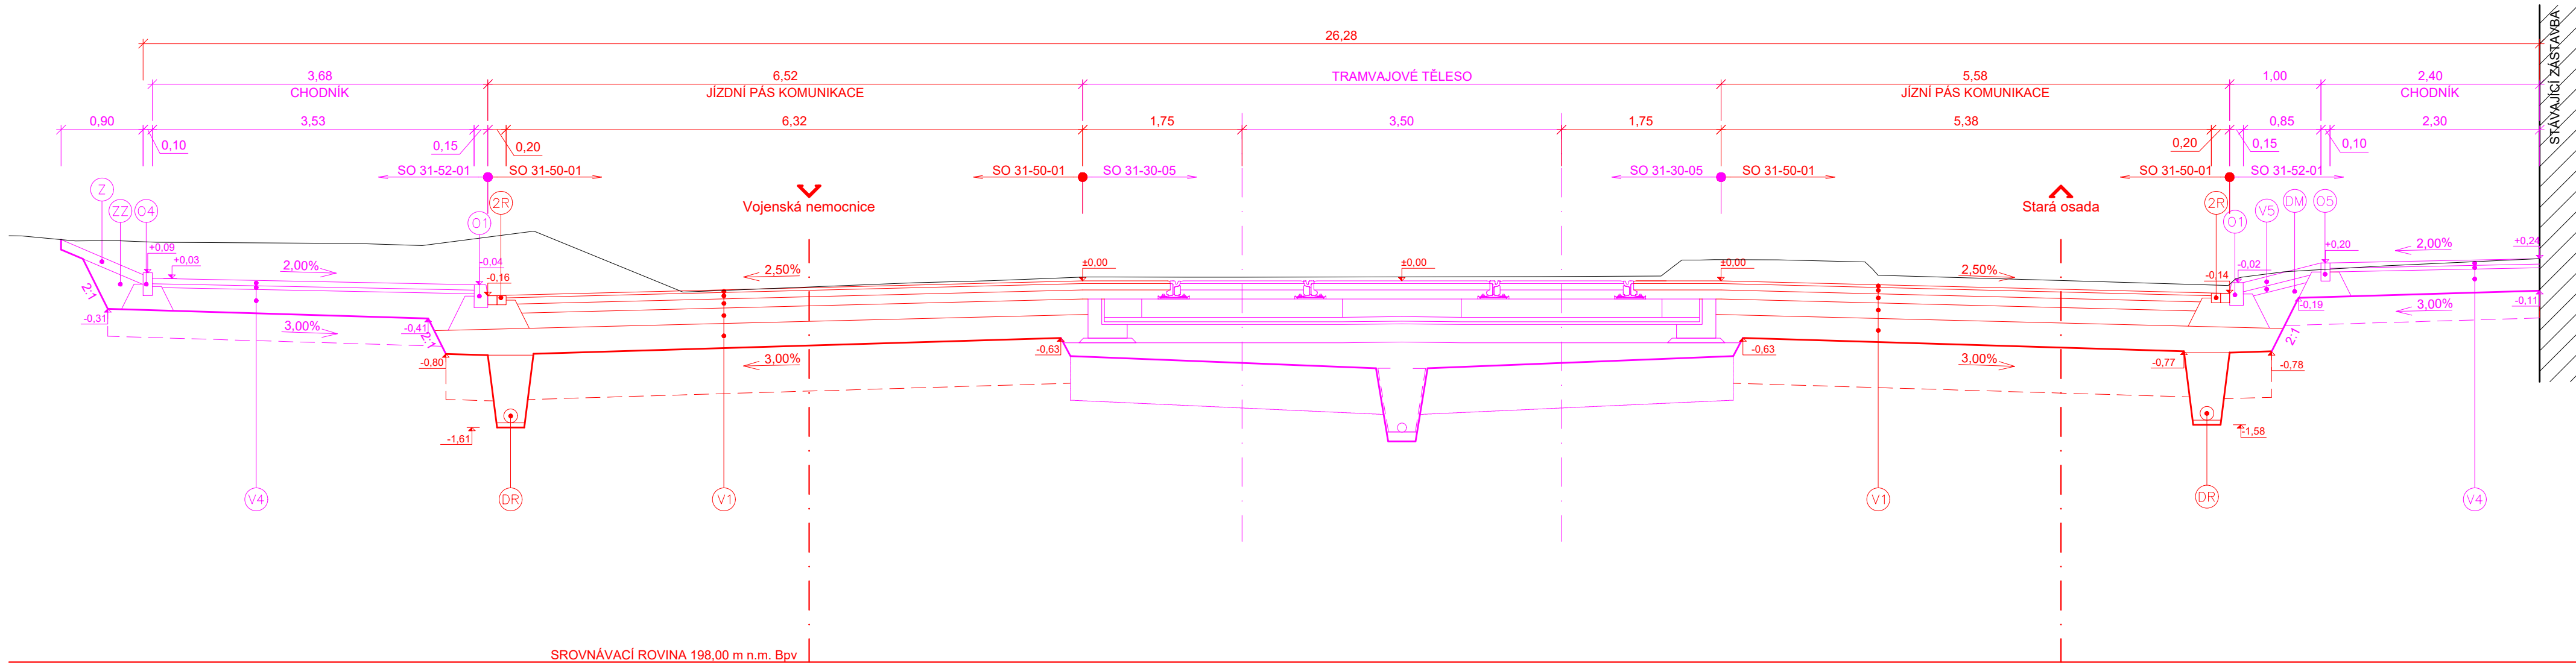 26,28
STÁVAJÍCÍ ZÁSTAVBA
3,68
6,52
TRAMVAJOVÉ TĚLESO
5,58
1,00
2,40
CHODNÍK
JÍZDNÍ PÁS KOMUNIKACE
JÍZNÍ PÁS KOMUNIKACE
CHODNÍK
0,90
3,53
6,32
1,75
3,50
1,75
5,38
0,85
2,30
0,10
0,15
0,20
0,20
0,15
0,10
SO 31-52-01
SO 31-50-01
SO 31-50-01
SO 31-30-05
SO 31-30-05
SO 31-50-01
SO 31-50-01
SO 31-52-01
Z
ZZ
04
01
2R
Vojenská nemocnice
Stará osada
2R
01
V5
DM
05
+0,09
+0,03
2,00%
-0,04
-0,16
2,50%
±0,00
±0,00
±0,00
2,50%
-0,14
-0,02
+0,20
2,00%
+0,24
2:1
-0,31
3,00%
-0,41
2:1
-0,80
3,00%
-0,63
-0,63
3,00%
-0,77
-0,78
2:1
-0,19
3,00%
-0,11
-1,61
-1,58
V4
DR
V1
V1
DR
V4
SROVNÁVACÍ ROVINA 198,00 m n.m. Bpv